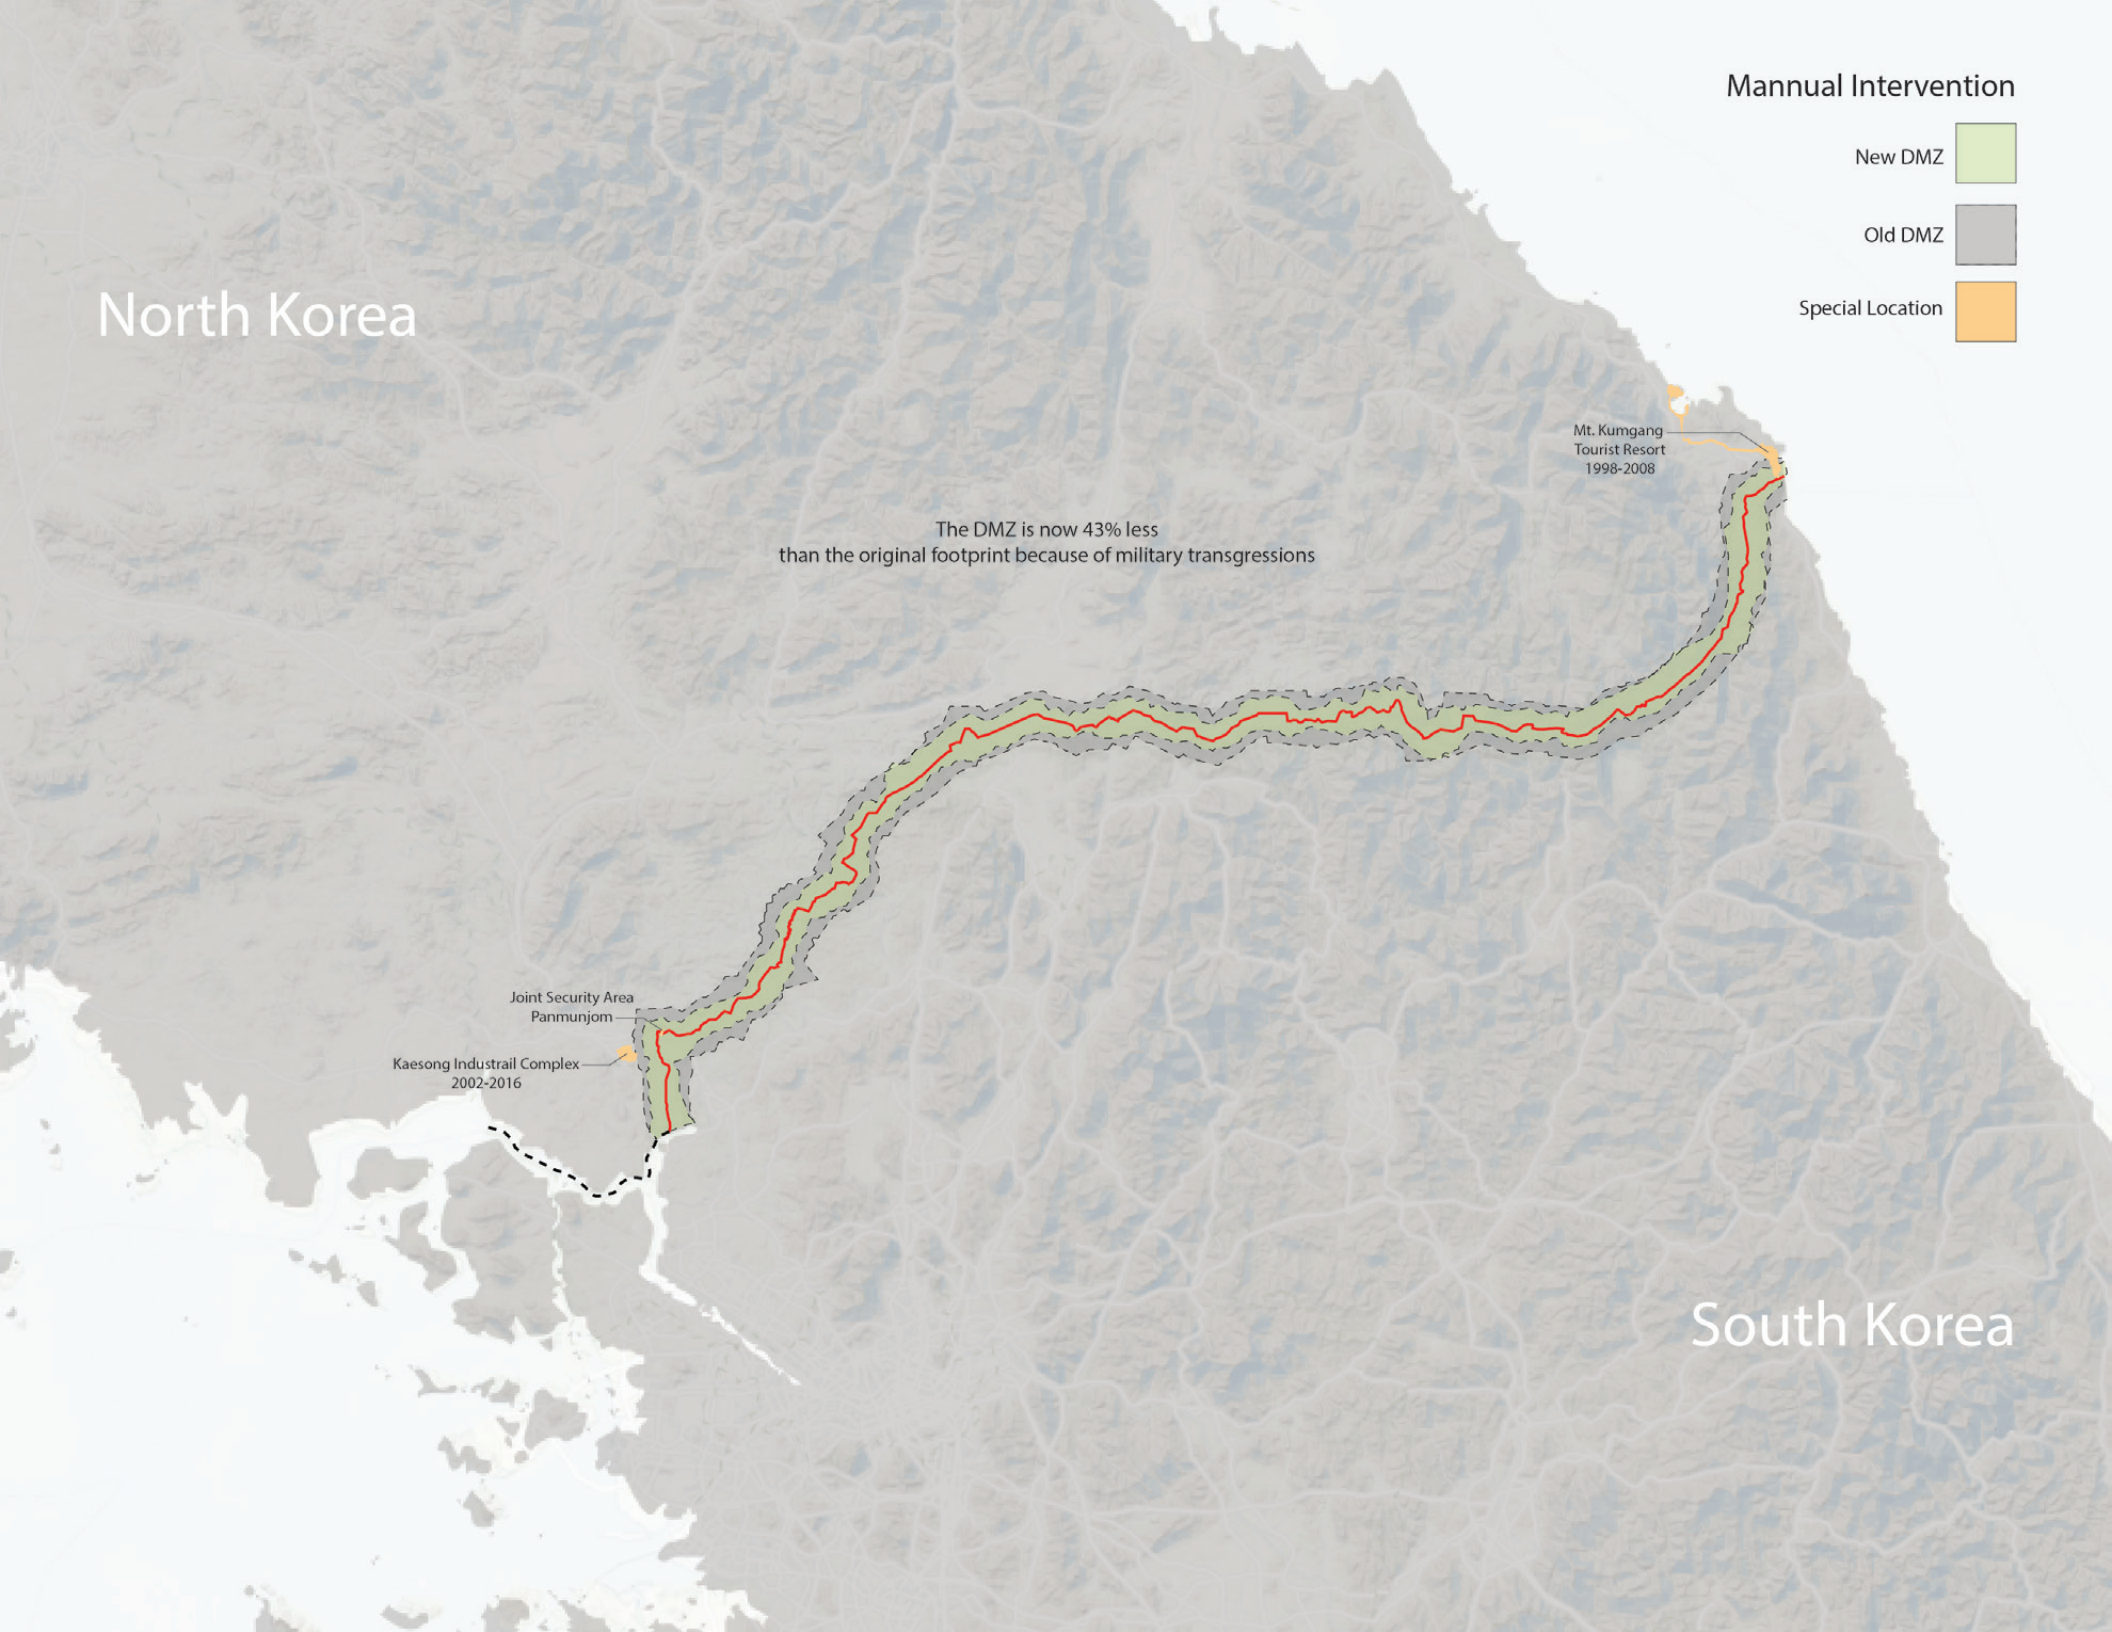 Mannual Intervention
New DMZ
Old DMZ
Special Location
North Korea
Mt. Kumgang
Tourist Resort
1998-2008
The DMZ is now 43% less
than the original footprint because of military transgressions
Joint Security Area
Panmunjom
Kaesong Industrail Complex
2002-2016
South Korea